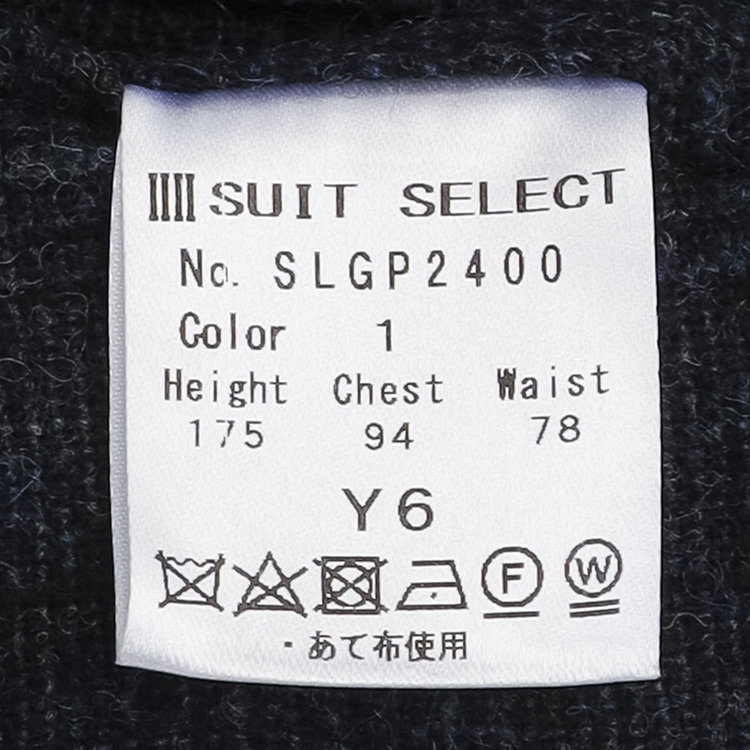 SUIT SELECT
No. SLGP2400
Color 1
Height Chest Waist
175 94 78
Y6
F W
・あて布使用